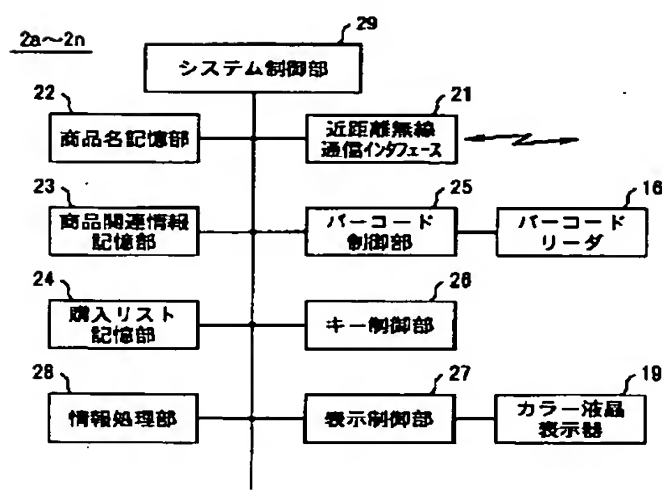 2a～2n
29
システム制御部
22
商品名記憶部
21
近距離無線
通信インタフェース
23
商品関連情報
記憶部
25
バーコード
制御部
16
バーコード
リーダ
24
購入リスト
記憶部
26
キー制御部
28
情報処理部
27
表示制御部
19
カラー液晶
表示器